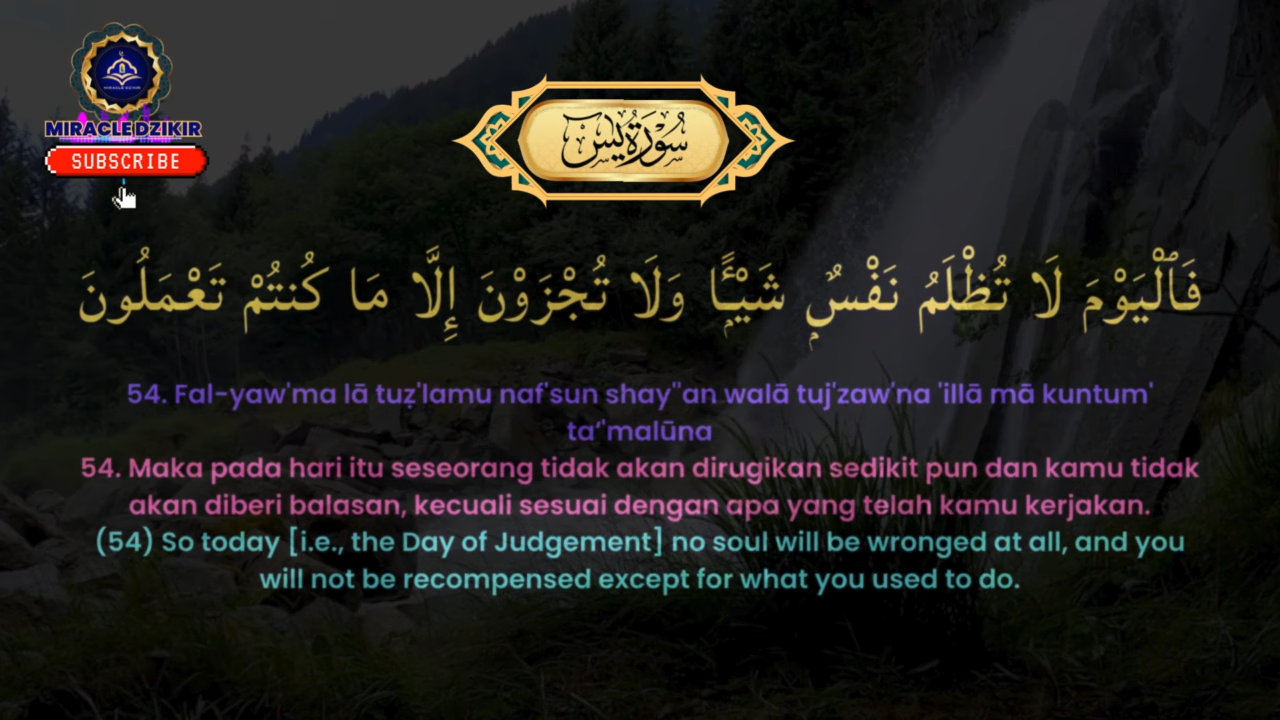 MIRACLE DZIKIR
MIRACLE DZIKIR
SUBSCRIBE
سُورَةُ يٰسٓ
فَٱلْيَوْمَ لَا تُظْلَمُ نَفْسٌ شَيْـًٔا وَلَا تُجْزَوْنَ إِلَّا مَا كُنتُمْ تَعْمَلُونَ
54. Fal-yaw'ma lā tuẓ'lamu naf'sun shay''an walā tuj'zaw'na 'illā mā kuntum'
ta‘'malūna
54. Maka pada hari itu seseorang tidak akan dirugikan sedikit pun dan kamu tidak
akan diberi balasan, kecuali sesuai dengan apa yang telah kamu kerjakan.
(54) So today [i.e., the Day of Judgement] no soul will be wronged at all, and you
will not be recompensed except for what you used to do.